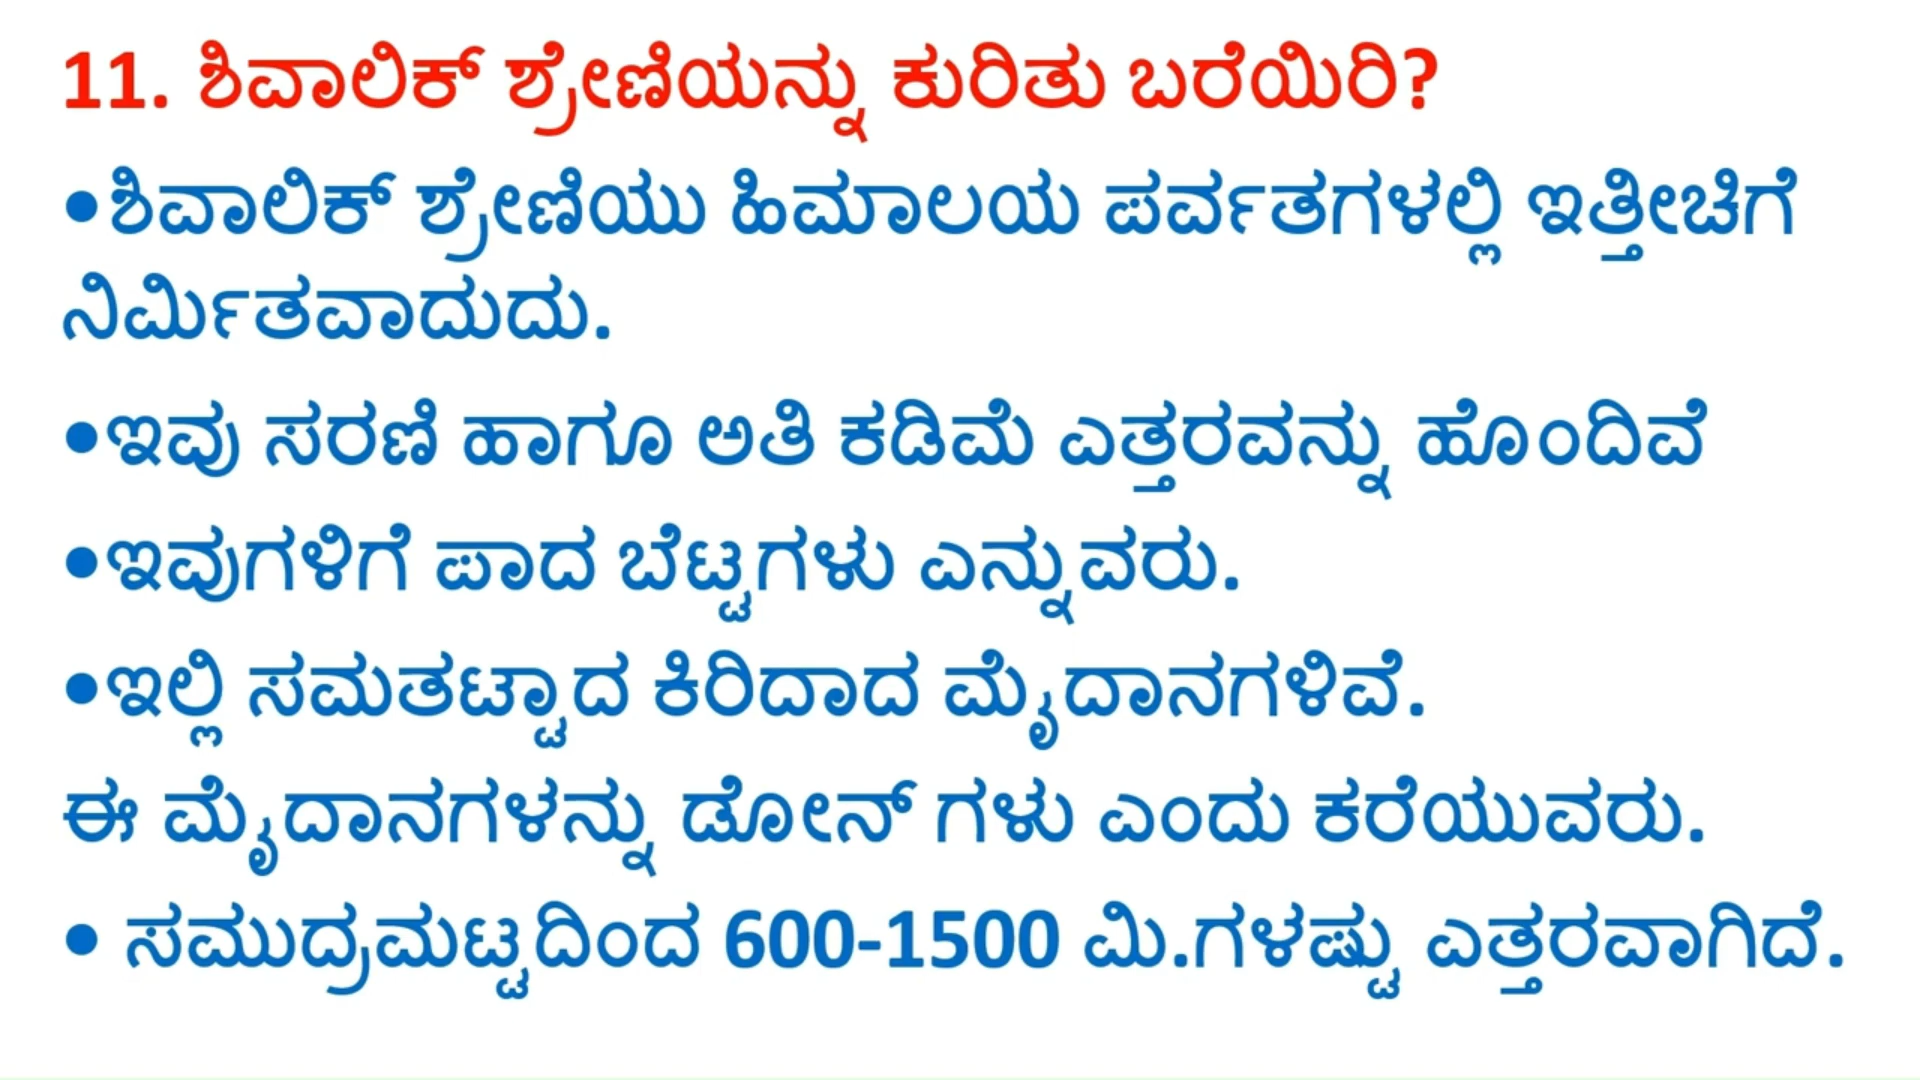 11. ಶಿವಾಲಿಕ್ ಶ್ರೇಣಿಯನ್ನು ಕುರಿತು ಬರೆಯಿರಿ?
•ಶಿವಾಲಿಕ್ ಶ್ರೇಣಿಯು ಹಿಮಾಲಯ ಪರ್ವತಗಳಲ್ಲಿ ಇತ್ತೀಚಿಗೆ
ನಿರ್ಮಿತವಾದುದು.
•ಇವು ಸರಣಿ ಹಾಗೂ ಅತಿ ಕಡಿಮೆ ಎತ್ತರವನ್ನು ಹೊಂದಿವೆ
•ಇವುಗಳಿಗೆ ಪಾದ ಬೆಟ್ಟಗಳು ಎನ್ನುವರು.
•ಇಲ್ಲಿ ಸಮತಟ್ಟಾದ ಕಿರಿದಾದ ಮೈದಾನಗಳಿವೆ.
ಈ ಮೈದಾನಗಳನ್ನು ಡೋನ್ ಗಳು ಎಂದು ಕರೆಯುವರು.
• ಸಮುದ್ರಮಟ್ಟದಿಂದ 600-1500 ಮಿ.ಗಳಷ್ಟು ಎತ್ತರವಾಗಿದೆ.